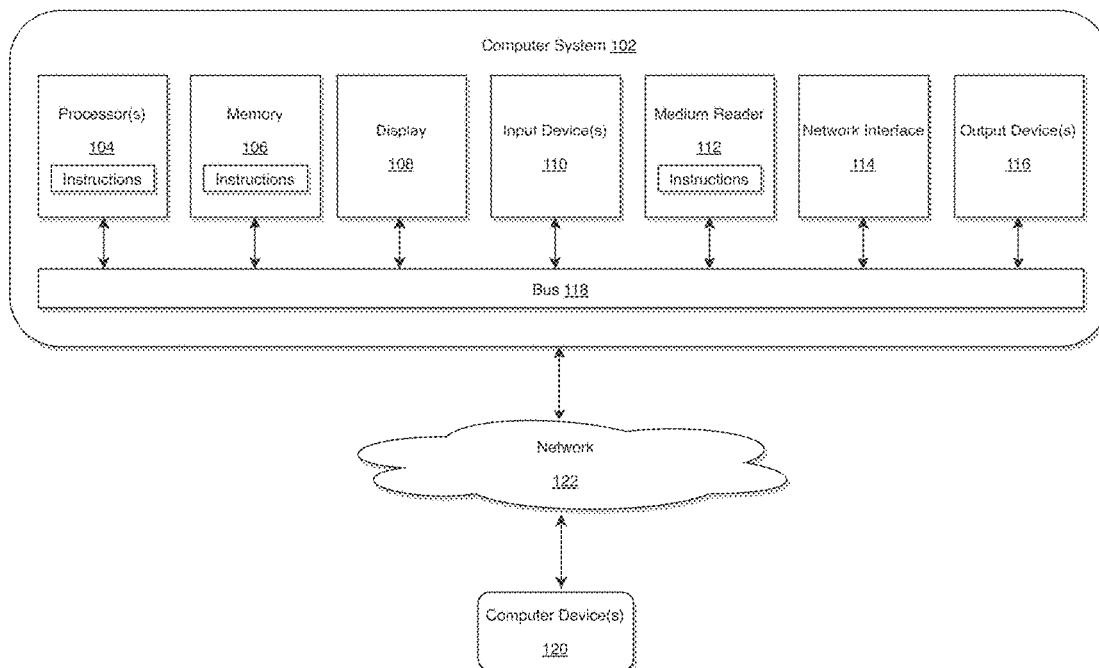 Computer System 102
Processor(s)
104
Instructions
Memory
106
Instructions
Display
108
Input Device(s)
110
Medium Reader
112
Instructions
Network Interface
114
Output Device(s)
116
Bus 118
Network
122
Computer Device(s)
120